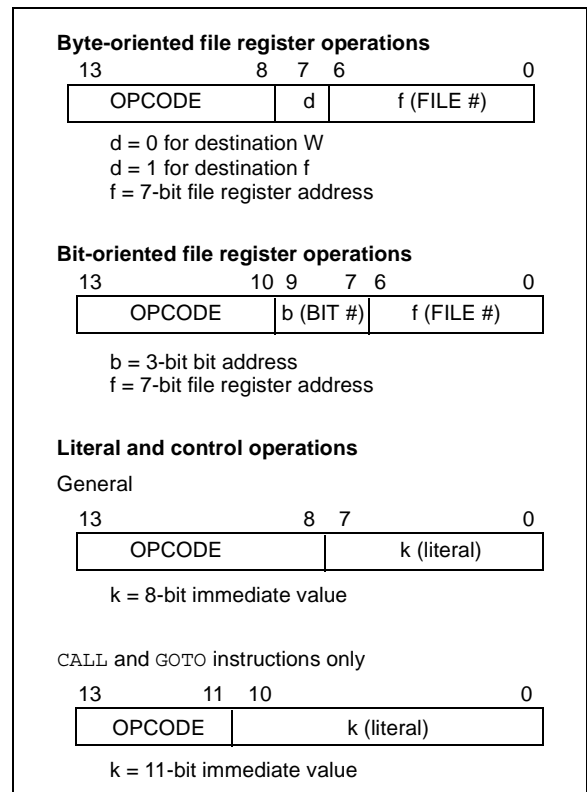 Byte-oriented file register operations
13 8 7 6 0
OPCODE d f (FILE #)
d = 0 for destination W
d = 1 for destination f
f = 7-bit file register address
Bit-oriented file register operations
13 10 9 7 6 0
OPCODE b (BIT #) f (FILE #)
b = 3-bit bit address
f = 7-bit file register address
Literal and control operations
General
13 8 7 0
OPCODE k (literal)
k = 8-bit immediate value
CALL and GOTO instructions only
13 11 10 0
OPCODE k (literal)
k = 11-bit immediate value